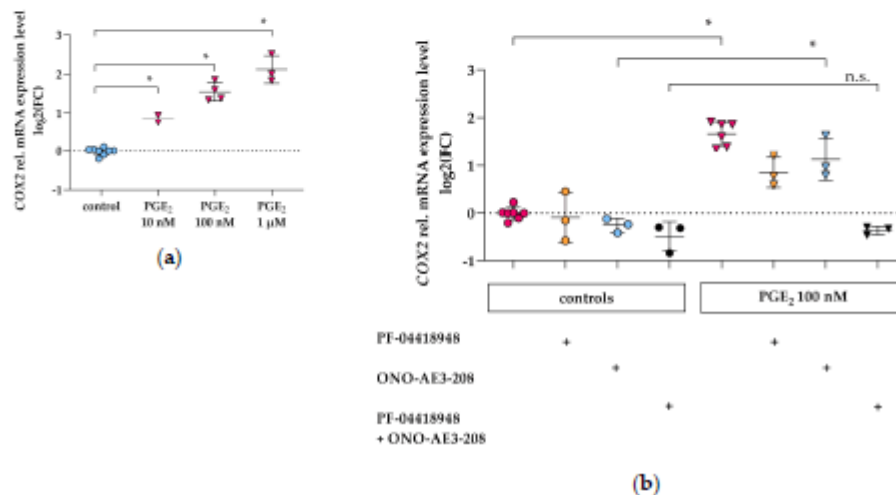 COX2 rel. mRNA expression level
log2(FC)
3
2
1
0
-1
*
*
*
control
PGE₂
10 nM
PGE₂
100 nM
PGE₂
1 µM
(a)
COX2 rel. mRNA expression level
log2(FC)
3
2
1
0
-1
*
*
n.s.
controls
PGE₂ 100 nM
PF-04418948 + +
ONO-AE3-208 + +
PF-04418948
+ ONO-AE3-208 + +
(b)